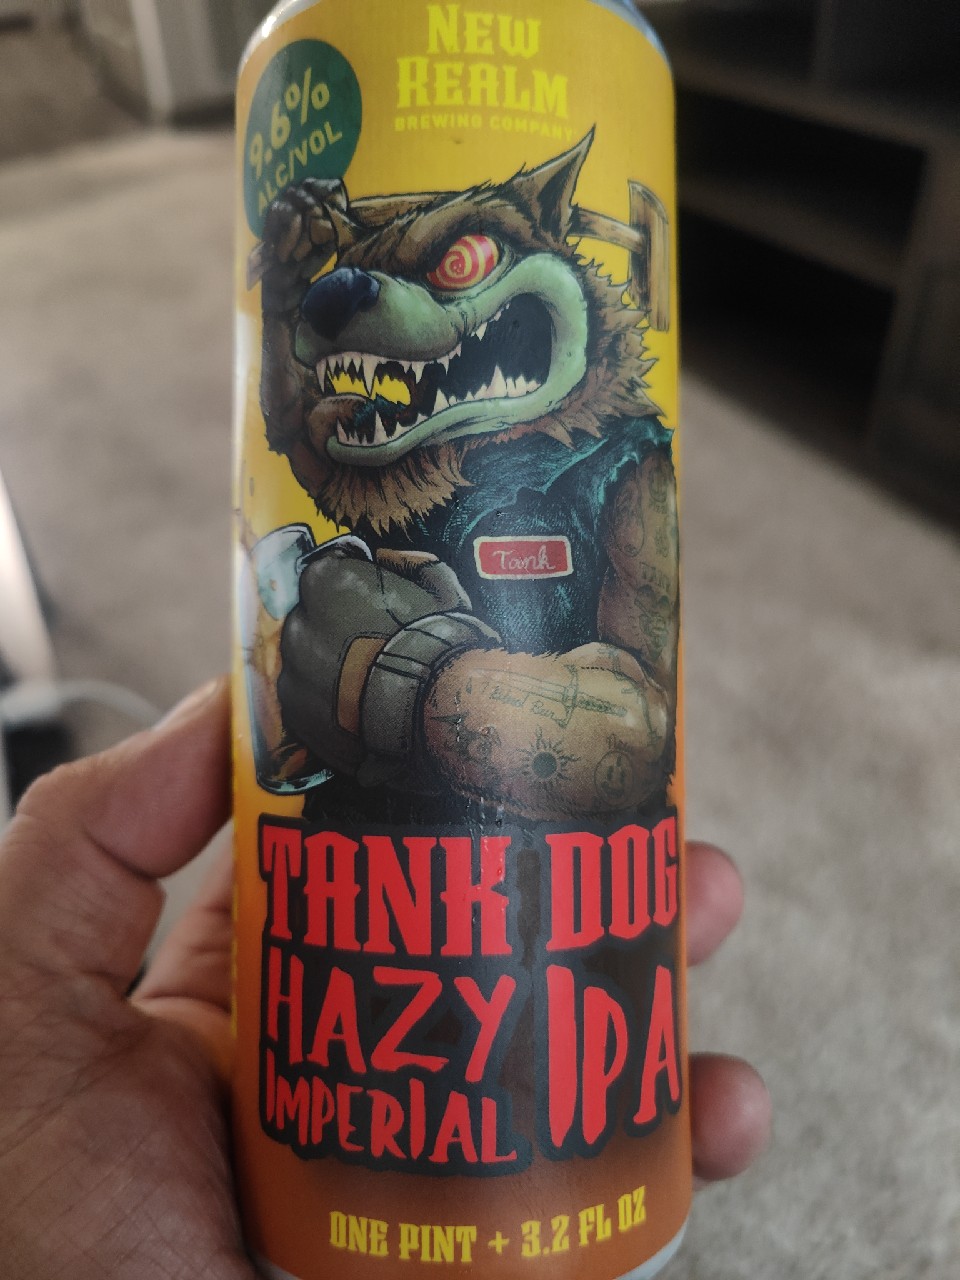 NEW
REALM
BREWING COMPANY
9.6%
ALC/VOL
Tank
TANK DOG
HAZY
IMPERIAL
IPA
ONE PINT + 3.2 FL OZ